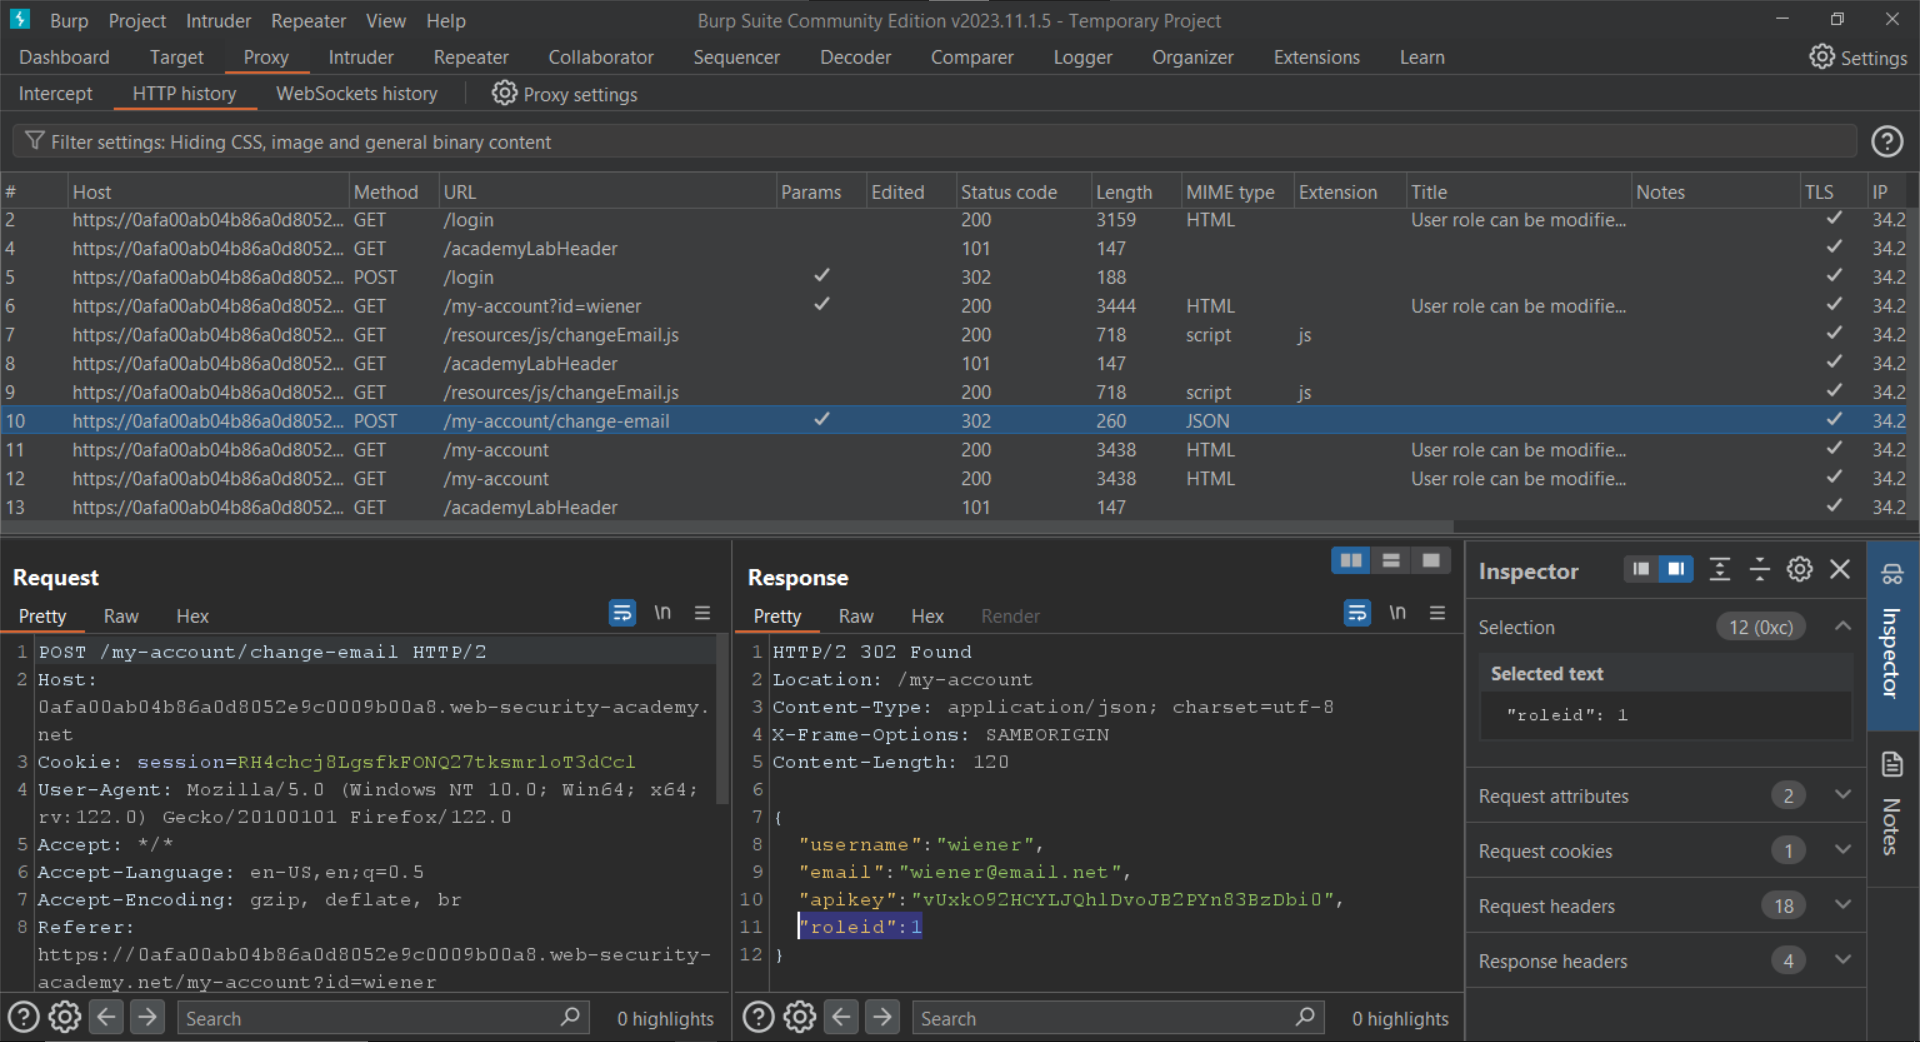 Burp Project Intruder Repeater View Help Burp Suite Community Edition v2023.11.1.5 - Temporary Project
Dashboard Target Proxy Intruder Repeater Collaborator Sequencer Decoder Comparer Logger Organizer Extensions Learn Settings
Intercept HTTP history WebSockets history Proxy settings
Filter settings: Hiding CSS, image and general binary content
# Host Method URL Params Edited Status code Length MIME type Extension Title Notes TLS IP
2 https://0afa00ab04b86a0d8052... GET /login 200 3159 HTML User role can be modifie... ✓ 34.2
4 https://0afa00ab04b86a0d8052... GET /academyLabHeader 101 147 ✓ 34.2
5 https://0afa00ab04b86a0d8052... POST /login ✓ 302 188 ✓ 34.2
6 https://0afa00ab04b86a0d8052... GET /my-account?id=wiener ✓ 200 3444 HTML User role can be modifie... ✓ 34.2
7 https://0afa00ab04b86a0d8052... GET /resources/js/changeEmail.js 200 718 script js ✓ 34.2
8 https://0afa00ab04b86a0d8052... GET /academyLabHeader 101 147 ✓ 34.2
9 https://0afa00ab04b86a0d8052... GET /resources/js/changeEmail.js 200 718 script js ✓ 34.2
10 https://0afa00ab04b86a0d8052... POST /my-account/change-email ✓ 302 260 JSON ✓ 34.2
11 https://0afa00ab04b86a0d8052... GET /my-account 200 3438 HTML User role can be modifie... ✓ 34.2
12 https://0afa00ab04b86a0d8052... GET /my-account 200 3438 HTML User role can be modifie... ✓ 34.2
13 https://0afa00ab04b86a0d8052... GET /academyLabHeader 101 147 ✓ 34.2
Request
Pretty Raw Hex \n
1 POST /my-account/change-email HTTP/2
2 Host:
0afa00ab04b86a0d8052e9c0009b00a8.web-security-academy.
net
3 Cookie: session=RH4chcj8LgsfkFONQ27tksmrloT3dCcl
4 User-Agent: Mozilla/5.0 (Windows NT 10.0; Win64; x64;
rv:122.0) Gecko/20100101 Firefox/122.0
5 Accept: */*
6 Accept-Language: en-US,en;q=0.5
7 Accept-Encoding: gzip, deflate, br
8 Referer:
https://0afa00ab04b86a0d8052e9c0009b00a8.web-security-
academy.net/my-account?id=wiener
Search 0 highlights
Response
Pretty Raw Hex Render \n
1 HTTP/2 302 Found
2 Location: /my-account
3 Content-Type: application/json; charset=utf-8
4 X-Frame-Options: SAMEORIGIN
5 Content-Length: 120
6
7 {
8 "username":"wiener",
9 "email":"wiener@email.net",
10 "apikey":"vUxkO92HCYLJQhlDvoJB2PYn83BzDbi0",
11 "roleid":1
12 }
Search 0 highlights
Inspector
Selection 12 (0xc)
Selected text
"roleid": 1
Request attributes 2
Request cookies 1
Request headers 18
Response headers 4
Inspector
Notes